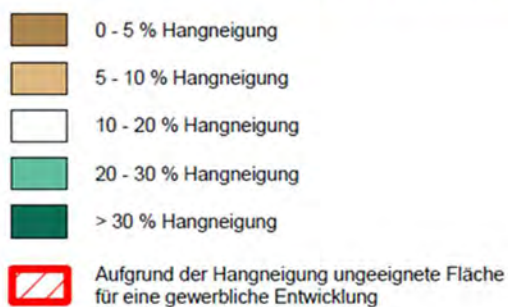 0 - 5 % Hangneigung
5 - 10 % Hangneigung
10 - 20 % Hangneigung
20 - 30 % Hangneigung
> 30 % Hangneigung
Aufgrund der Hangneigung ungeeignete Fläche
für eine gewerbliche Entwicklung